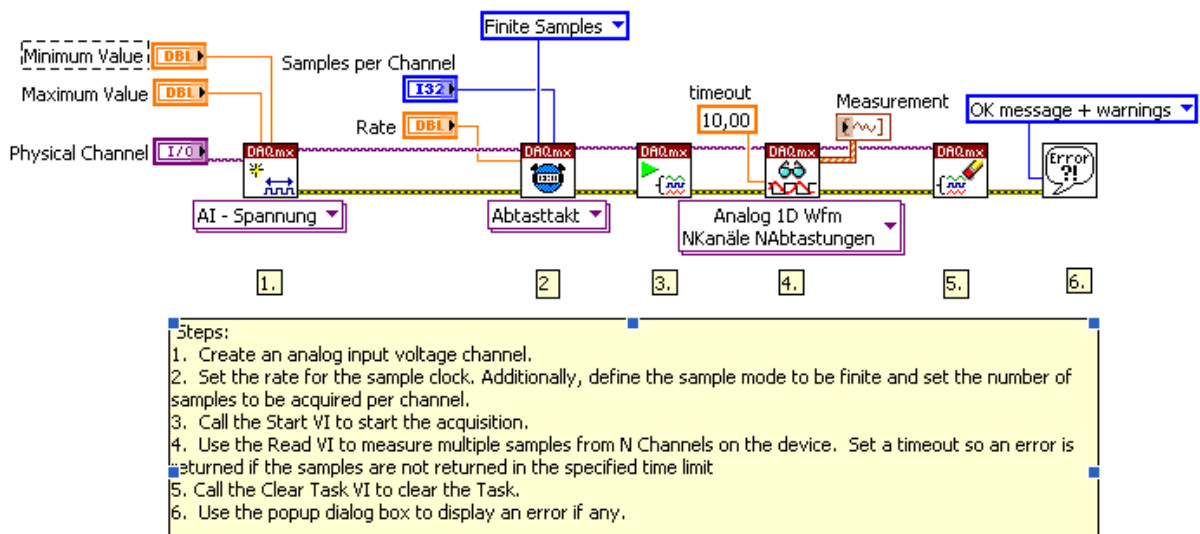 Finite Samples
Minimum Value DBL
Samples per Channel
I32
Maximum Value DBL
timeout
10,00
Measurement
OK message + warnings
Rate DBL
Physical Channel I/O
DAQmx DAQmx DAQmx DAQmx DAQmx
Error
?!
AI - Spannung
Abtasttakt
Analog 1D Wfm
NKanäle NAbtastungen
1. 2 3. 4. 5. 6.
Steps:
1. Create an analog input voltage channel.
2. Set the rate for the sample clock. Additionally, define the sample mode to be finite and set the number of
samples to be acquired per channel.
3. Call the Start VI to start the acquisition.
4. Use the Read VI to measure multiple samples from N Channels on the device. Set a timeout so an error is
returned if the samples are not returned in the specified time limit
5. Call the Clear Task VI to clear the Task.
6. Use the popup dialog box to display an error if any.